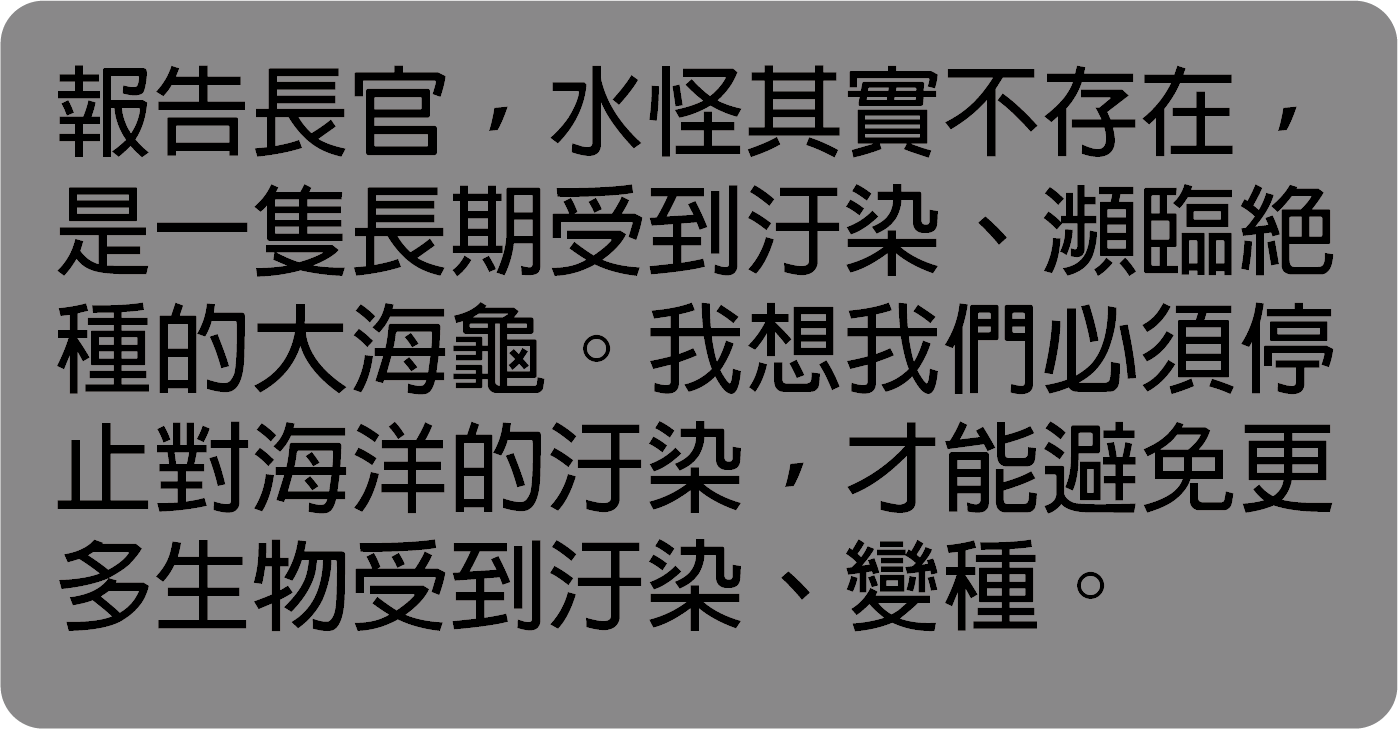 報告長官，水怪其實不存在，
是一隻長期受到汙染、瀕臨絕
種的大海龜。我想我們必須停
止對海洋的汙染，才能避免更
多生物受到汙染、變種。